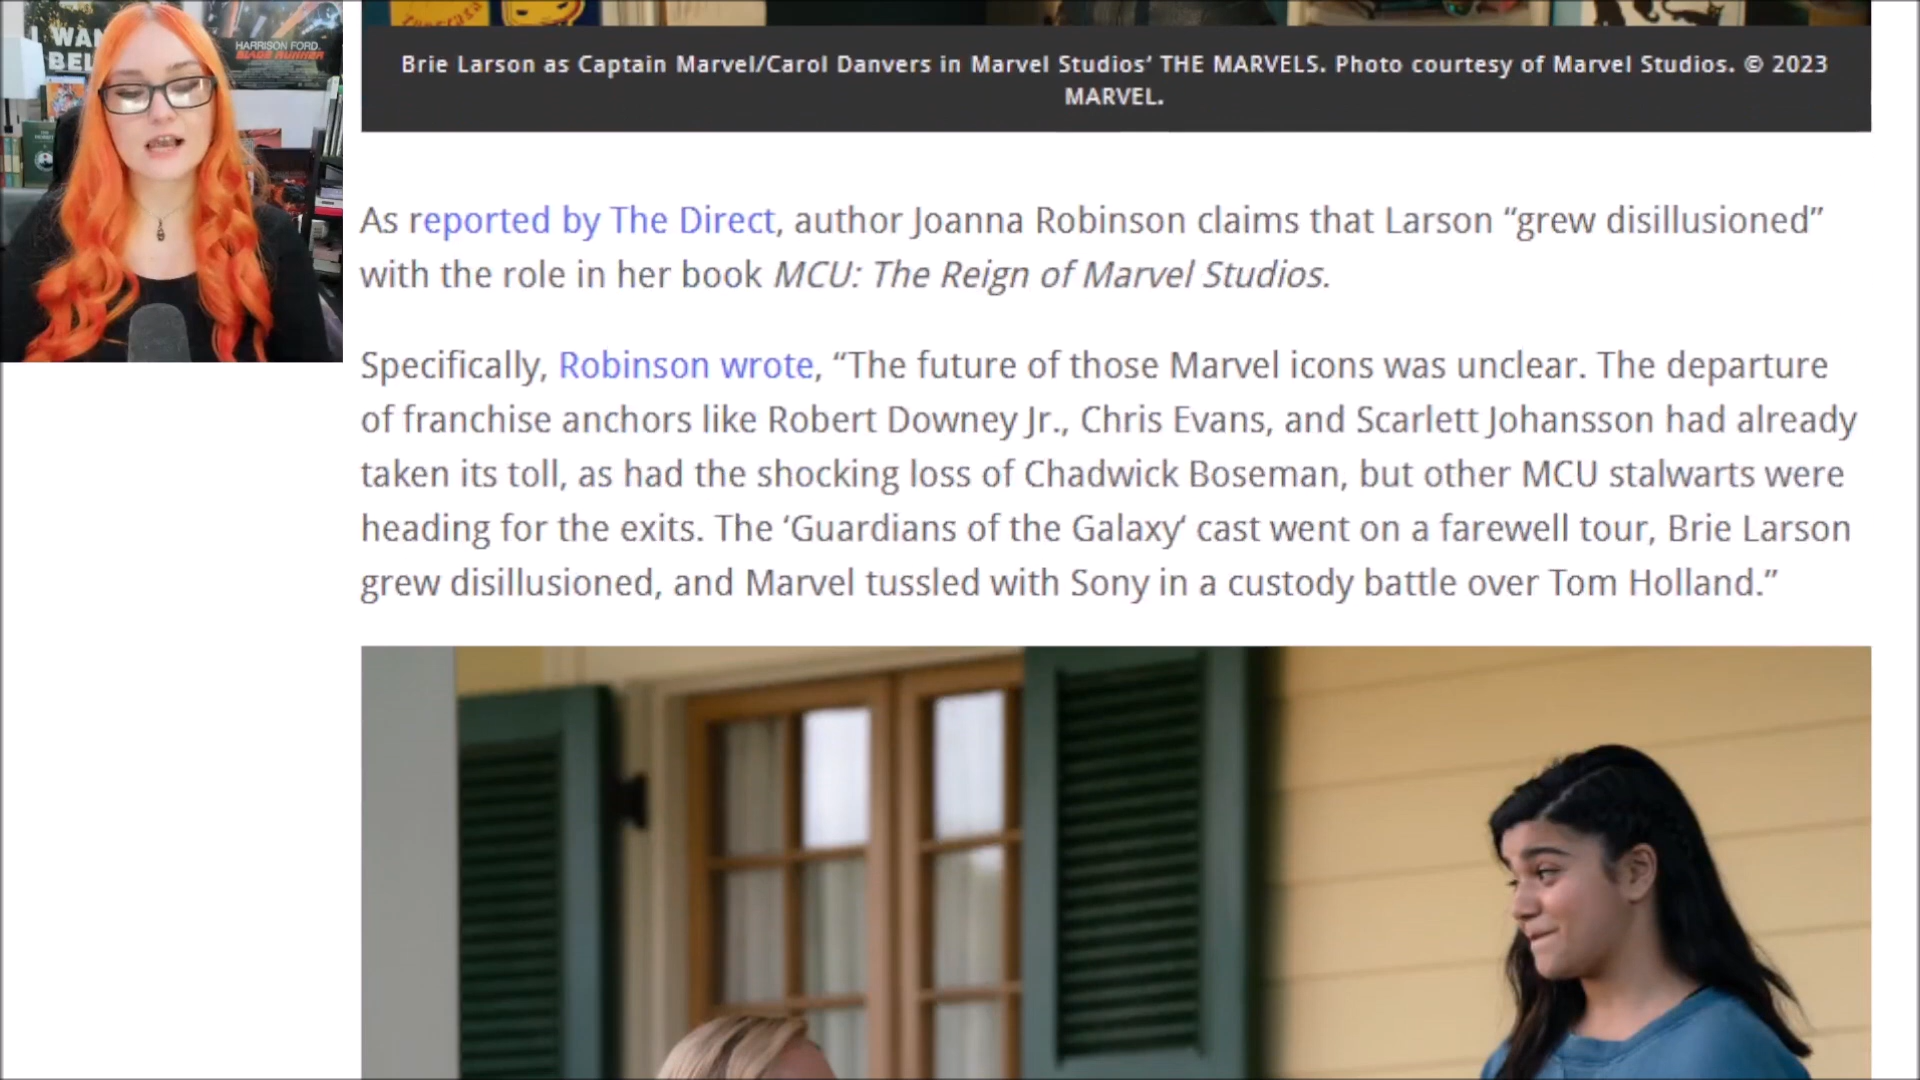 I WAN
BEL
HARRISON FORD
BLADE RUNNER
Brie Larson as Captain Marvel/Carol Danvers in Marvel Studios’ THE MARVELS. Photo courtesy of Marvel Studios. © 2023
MARVEL.
As reported by The Direct, author Joanna Robinson claims that Larson “grew disillusioned”
with the role in her book MCU: The Reign of Marvel Studios.
Specifically, Robinson wrote, “The future of those Marvel icons was unclear. The departure
of franchise anchors like Robert Downey Jr., Chris Evans, and Scarlett Johansson had already
taken its toll, as had the shocking loss of Chadwick Boseman, but other MCU stalwarts were
heading for the exits. The ‘Guardians of the Galaxy‘ cast went on a farewell tour, Brie Larson
grew disillusioned, and Marvel tussled with Sony in a custody battle over Tom Holland.”